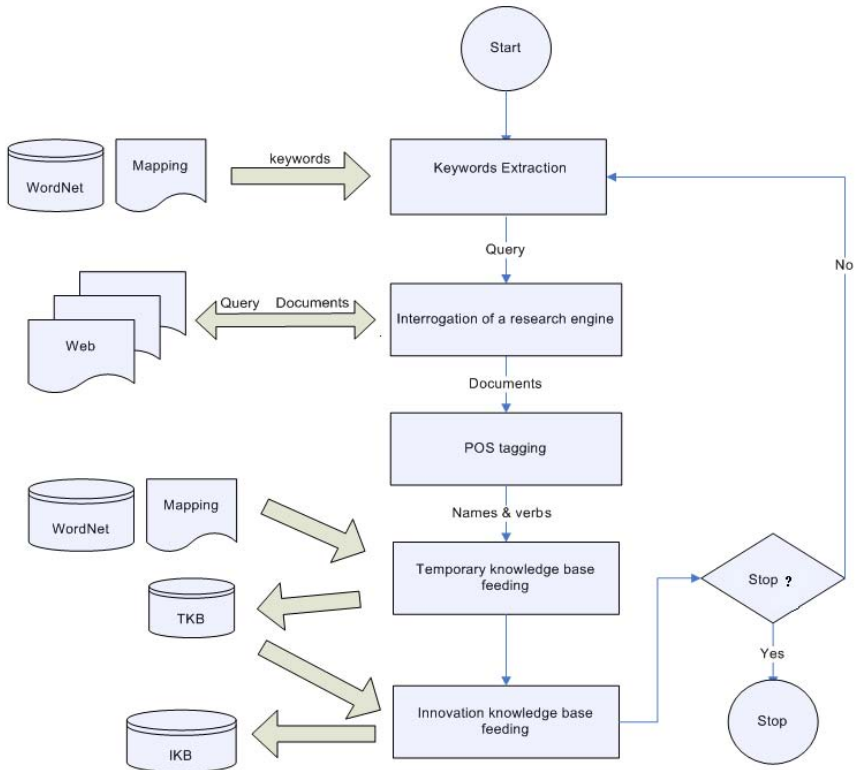 Start
WordNet
Mapping
keywords
Keywords Extraction
Query
No
Web
Query Documents
Interrogation of a research engine
Documents
POS tagging
Names & verbs
WordNet
Mapping
Temporary knowledge base
feeding
Stop ?
TKB
Yes
IKB
Innovation knowledge base
feeding
Stop